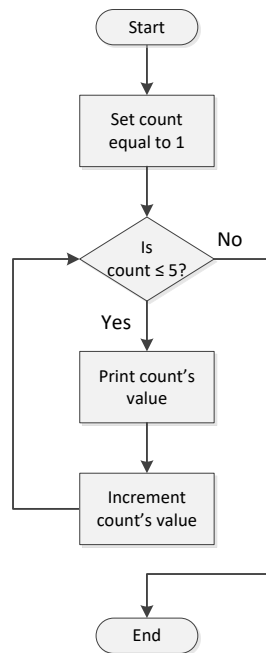 Start
Set count
equal to 1
Is
count ≤ 5?
No
Yes
Print count’s
value
Increment
count’s value
End